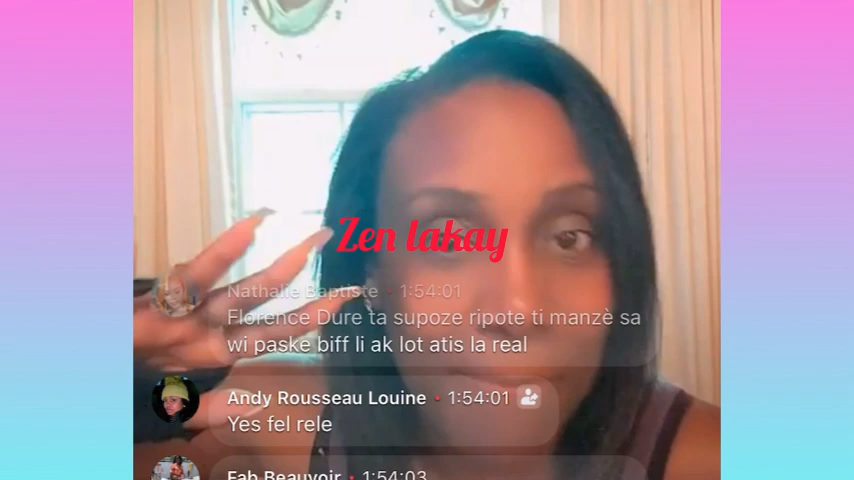 Zen lakay
Nathalie Baptiste • 1:54:01
Florence Dure ta supoze ripote ti manzè sa
wi paske biff li ak lot atis la real
Andy Rousseau Louine • 1:54:01
Yes fel rele
Fab Beauvoir • 1:54:03